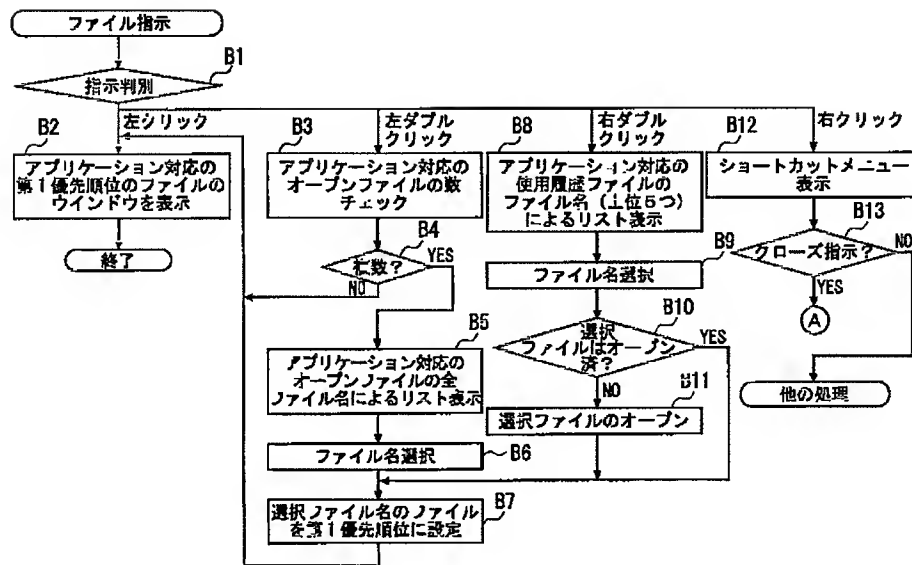 ファイル指示
B1
指示判別
B2
左クリック
アプリケーション対応の
第1優先順位のファイルの
ウインドウを表示
終了
B3
左ダブル
クリック
アプリケーション対応の
オープンファイルの数
チェック
B4
YES
NO
B5
アプリケーション対応の
オープンファイルの全
ファイル名によるリスト表示
ファイル名選択
B6
選択ファイル名のファイル
を第1優先順位に設定
B7
B8
右ダブル
クリック
アプリケーション対応の
使用履歴ファイルの
ファイル名(上位5つ)
によるリスト表示
B9
ファイル名選択
B10
選択
ファイルはオープン
済?
YES
NO
B11
選択ファイルのオープン
B12
右クリック
ショートカットメニュー
表示
B13
クローズ指示?
NO
YES
A
他の処理